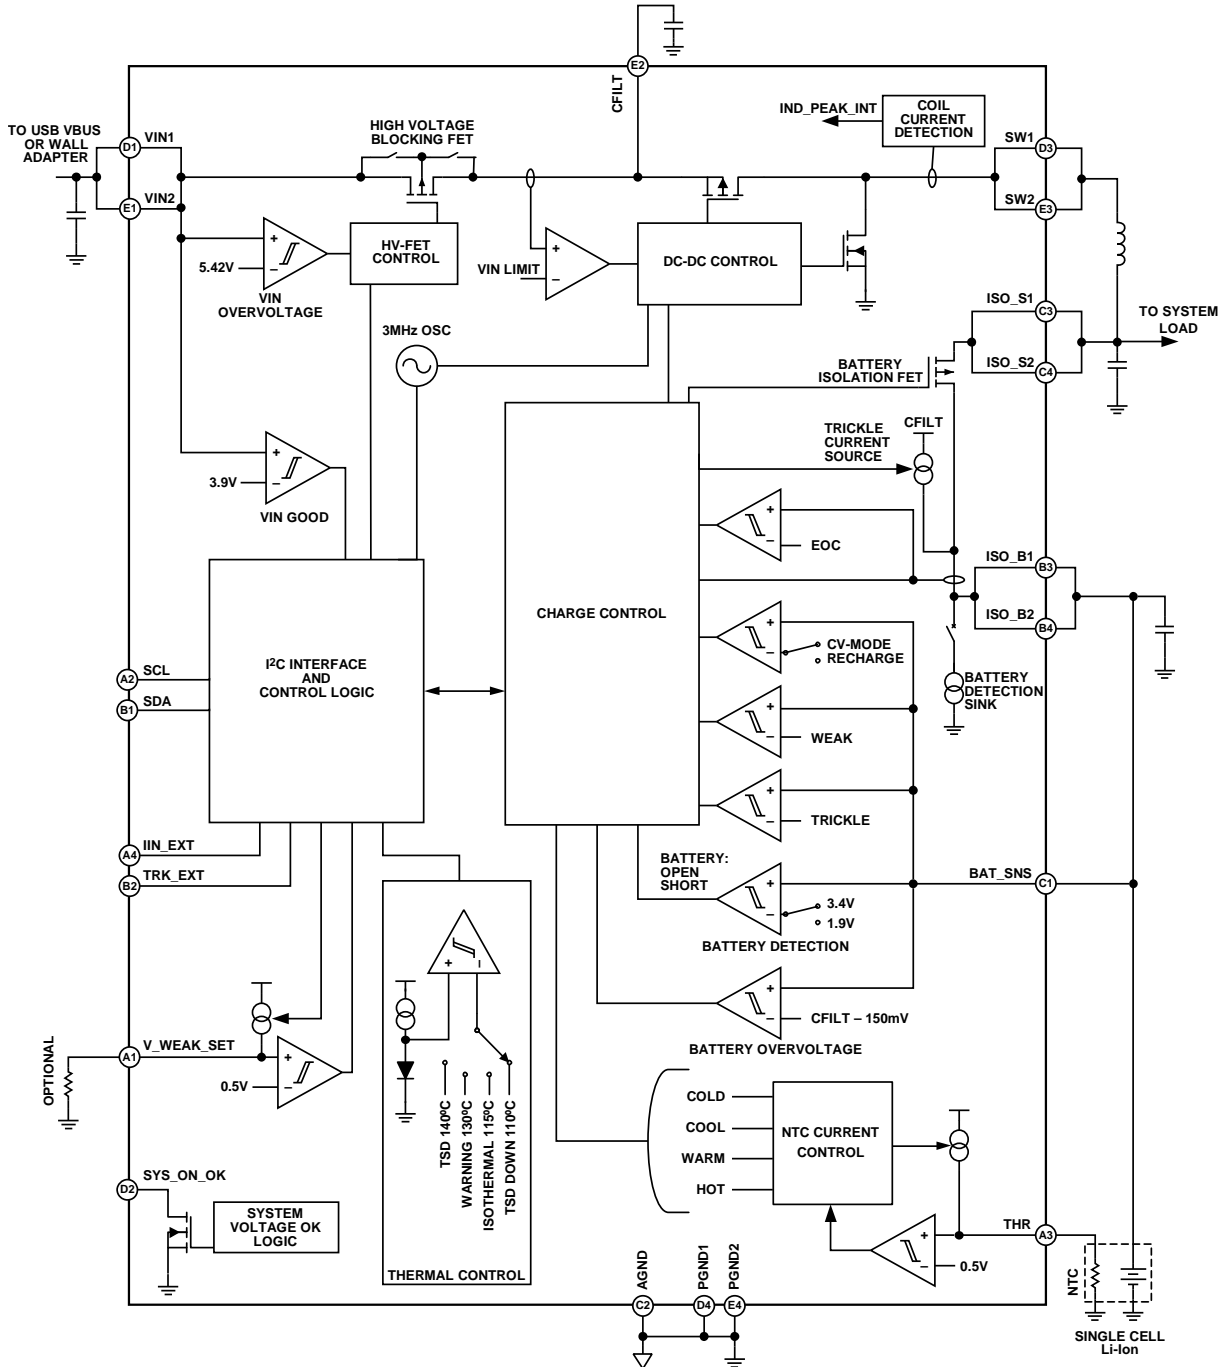 E2
CFILT
IND_PEAK_INT
COIL
CURRENT
DETECTION
TO USB VBUS
OR WALL
ADAPTER
D1
VIN1
E1
VIN2
HIGH VOLTAGE
BLOCKING FET
SW1
D3
SW2
E3
+
–
5.42V
VIN
OVERVOLTAGE
HV-FET
CONTROL
VIN LIMIT
+
–
DC-DC CONTROL
3MHz OSC
ISO_S1
C3
ISO_S2
C4
TO SYSTEM
LOAD
BATTERY
ISOLATION FET
TRICKLE
CURRENT
SOURCE
CFILT
+
–
3.9V
VIN GOOD
+
–
EOC
ISO_B1
B3
ISO_B2
B4
CHARGE CONTROL
+
–
CV-MODE
RECHARGE
BATTERY
DETECTION
SINK
I2C INTERFACE
AND
CONTROL LOGIC
A2
SCL
B1
SDA
+
–
WEAK
+
–
TRICKLE
A4
IIN_EXT
B2
TRK_EXT
BATTERY:
OPEN
SHORT
+
–
3.4V
1.9V
BATTERY DETECTION
BAT_SNS
C1
+
–
CFILT – 150mV
BATTERY OVERVOLTAGE
OPTIONAL
A1
V_WEAK_SET
+
–
0.5V
+
–
TSD 140ºC
WARNING 130ºC
ISOTHERMAL 115ºC
TSD DOWN 110ºC
THERMAL CONTROL
COLD
COOL
WARM
HOT
NTC CURRENT
CONTROL
D2
SYS_ON_OK
SYSTEM
VOLTAGE OK
LOGIC
+
–
0.5V
THR
A3
NTC
SINGLE CELL
Li-Ion
AGND
C2
PGND1
D4
PGND2
E4